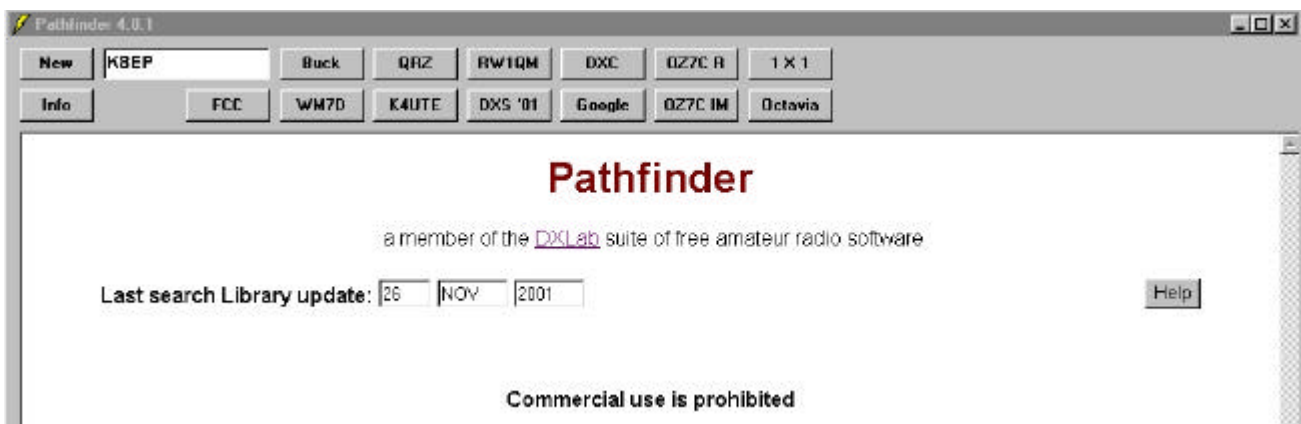 Pathfinder 4.0.1
New K8EP Buck QRZ RW1QM DXC OZ7C R 1 X 1
Info FCC WM7D K4UTE DXS '01 Google OZ7C IM Octavia
Pathfinder
a member of the DXLab suite of free amateur radio software
Last search Library update: 26 NOV 2001 Help
Commercial use is prohibited